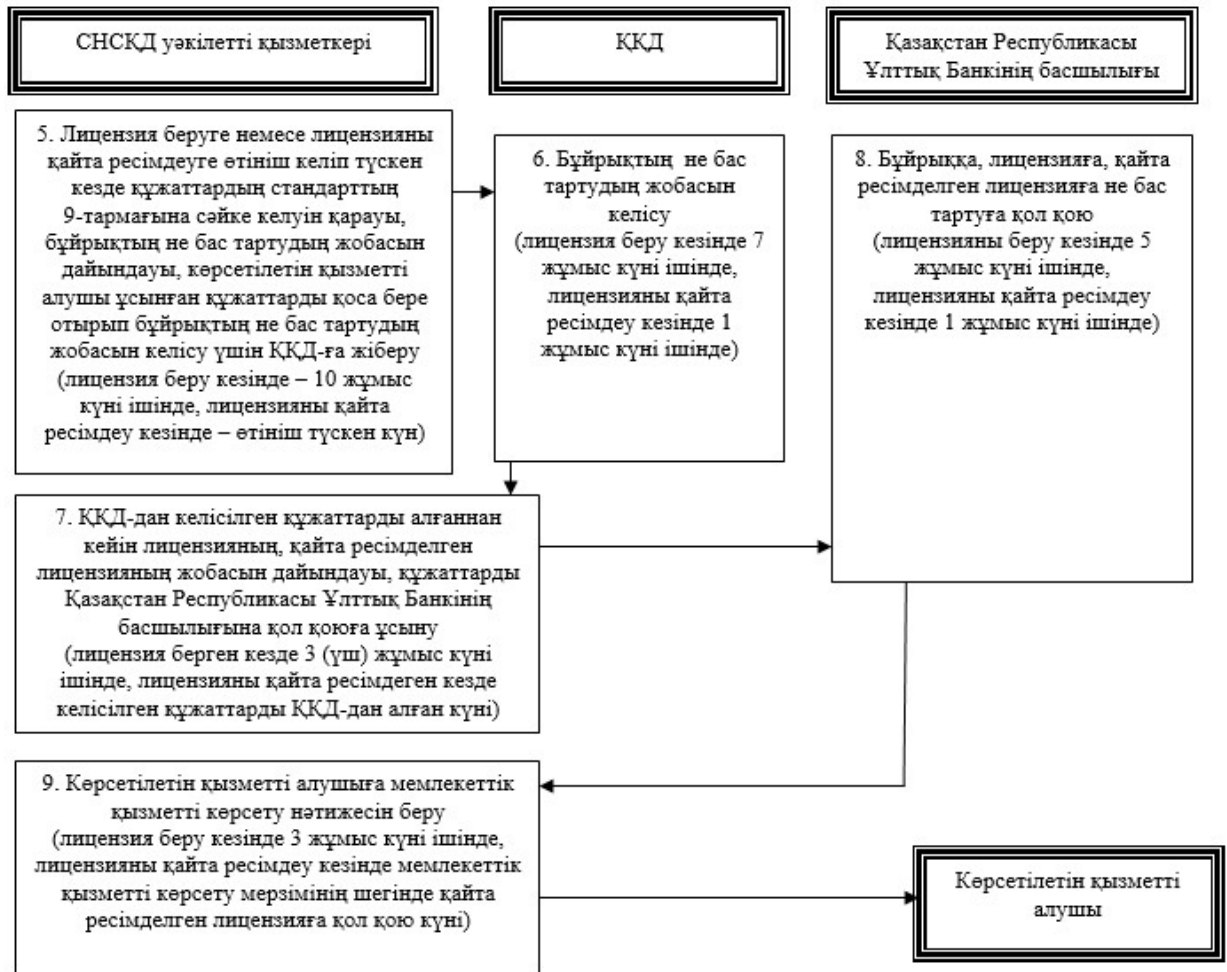 СНСҚД уәкілетті қызметкері
ҚҚД
Қазақстан Республикасы
Ұлттық Банкінің басшылығы
5. Лицензия беруге немесе лицензияны
қайта ресімдеуге өтініш келіп түскен
кезде құжаттардың стандарттың
9-тармағына сәйке келуін қарауы,
бұйрықтың не бас тартудың жобасын
дайындауы, көрсетілетін қызметті
алушы ұсынған құжаттарды қоса бере
отырып бұйрықтың не бас тартудың
жобасын келісу үшін ҚҚД-ға жіберу
(лицензия беру кезінде – 10 жұмыс
күні ішінде, лицензияны қайта
ресімдеу кезінде – өтініш түскен күн)
6. Бұйрықтың не бас
тартудың жобасын
келісу
(лицензия беру кезінде 7
жұмыс күні ішінде,
лицензияны қайта
ресімдеу кезінде 1
жұмыс күні ішінде)
8. Бұйрыққа, лицензияға, қайта
ресімделген лицензияға не бас
тартуға қол қою
(лицензияны беру кезінде 5
жұмыс күні ішінде,
лицензияны қайта ресімдеу
кезінде 1 жұмыс күні ішінде)
7. ҚҚД-дан келісілген құжаттарды алғаннан
кейін лицензияның, қайта ресімделген
лицензияның жобасын дайындауы, құжаттарды
Қазақстан Республикасы Ұлттық Банкінің
басшылығына қол қоюға ұсыну
(лицензия берген кезде 3 (үш) жұмыс күні
ішінде, лицензияны қайта ресімдеген кезде
келісілген құжаттарды ҚҚД-дан алған күні)
9. Көрсетілетін қызметті алушыға мемлекеттік
қызметті көрсету нәтижесін беру
(лицензия беру кезінде 3 жұмыс күні ішінде,
лицензияны қайта ресімдеу кезінде мемлекеттік
қызметті көрсету мерзімінің шегінде қайта
ресімделген лицензияға қол қою күні)
Көрсетілетін қызметті
алушы